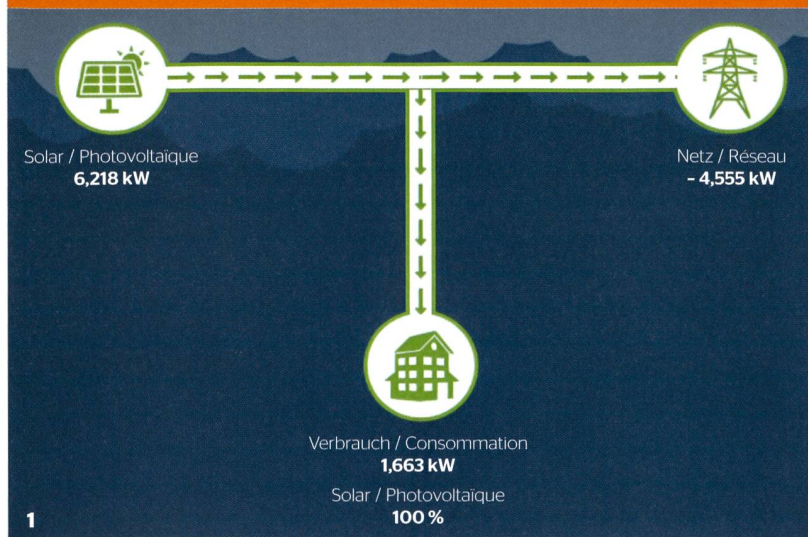 Solar / Photovoltaïque
6,218 kW
Netz / Réseau
- 4,555 kW
Verbrauch / Consommation
1,663 kW
Solar / Photovoltaïque
100 %
1